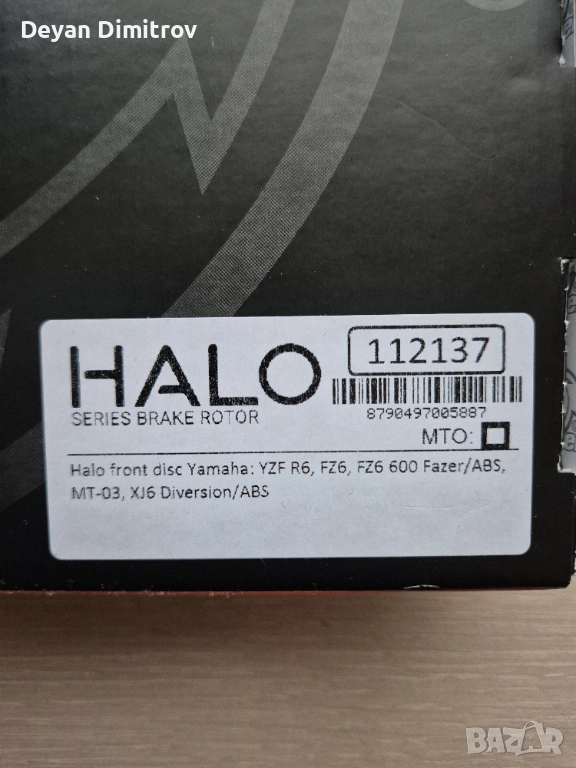 Deyan Dimitrov
HALO
112137
SERIES BRAKE ROTOR
8790497005887
MTO:
Halo front disc Yamaha: YZF R6, FZ6, FZ6 600 Fazer/ABS,
MT-03, XJ6 Diversion/ABS
BAZAR